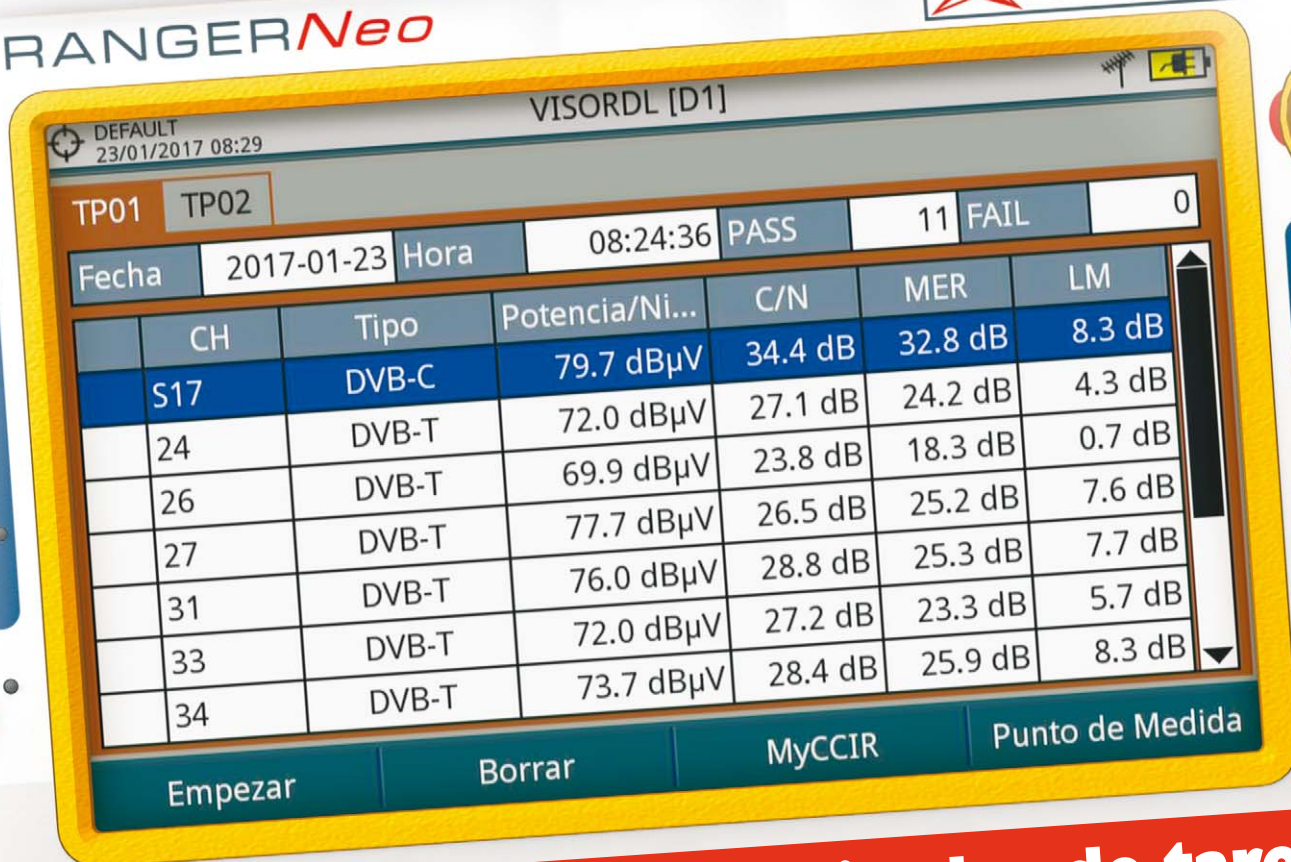 RANGERNeo
VISORDL [D1]
DEFAULT
23/01/2017 08:29
TP01 TP02
Fecha 2017-01-23 Hora 08:24:36 PASS 11 FAIL 0
CH Tipo Potencia/Ni... C/N MER LM
S17 DVB-C 79.7 dBµV 34.4 dB 32.8 dB 8.3 dB
24 DVB-T 72.0 dBµV 27.1 dB 24.2 dB 4.3 dB
26 DVB-T 69.9 dBµV 23.8 dB 18.3 dB 0.7 dB
27 DVB-T 77.7 dBµV 26.5 dB 25.2 dB 7.6 dB
31 DVB-T 76.0 dBµV 28.8 dB 25.3 dB 7.7 dB
33 DVB-T 72.0 dBµV 27.2 dB 23.3 dB 5.7 dB
34 DVB-T 73.7 dBµV 28.4 dB 25.9 dB 8.3 dB
Empezar Borrar MyCCIR Punto de Medida